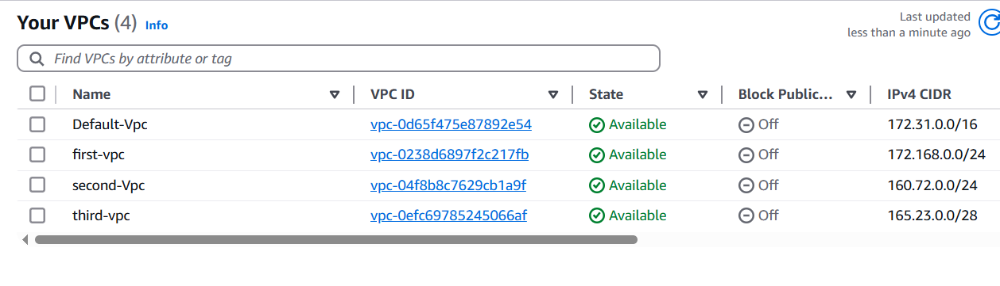 Your VPCs (4) Info
Last updated
less than a minute ago
Find VPCs by attribute or tag
Name VPC ID State Block Public... IPv4 CIDR
Default-Vpc vpc-0d65f475e87892e54 Available Off 172.31.0.0/16
first-vpc vpc-0238d6897f2c217fb Available Off 172.168.0.0/24
second-Vpc vpc-04f8b8c7629cb1a9f Available Off 160.72.0.0/24
third-vpc vpc-0efc69785245066af Available Off 165.23.0.0/28